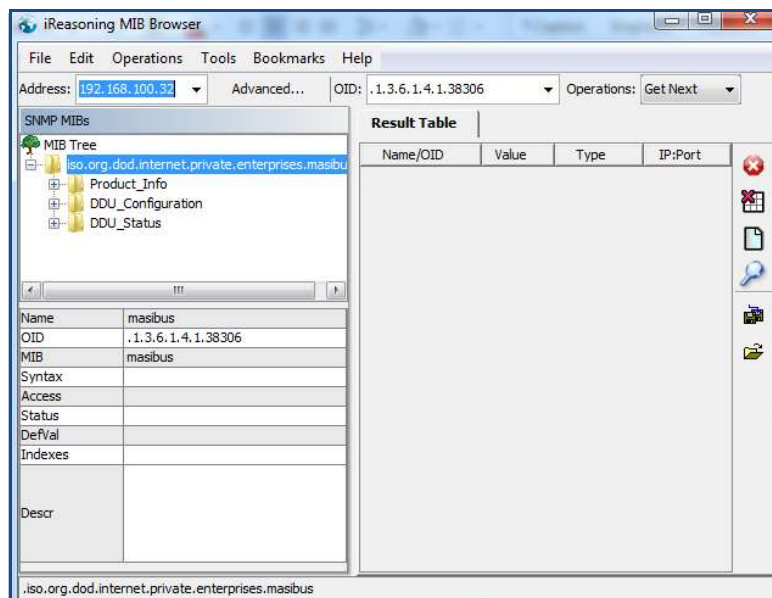 iReasoning MIB Browser
File Edit Operations Tools Bookmarks Help
Address: 192.168.100.32 Advanced... OID: .1.3.6.1.4.1.38306 Operations: Get Next
SNMP MIBs
MIB Tree
iso.org.dod.internet.private.enterprises.masibu
Product_Info
DDU_Configuration
DDU_Status
Name masibus
OID .1.3.6.1.4.1.38306
MIB masibus
Syntax
Access
Status
DefVal
Indexes
Descr
Result Table
Name/OID Value Type IP:Port
.iso.org.dod.internet.private.enterprises.masibus